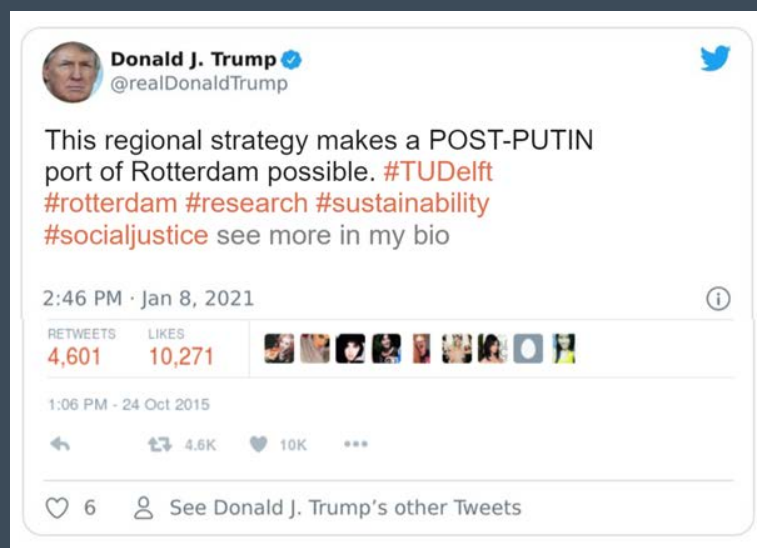 Donald J. Trump
@realDonaldTrump
This regional strategy makes a POST-PUTIN
port of Rotterdam possible. #TUDelft
#rotterdam #research #sustainability
#socialjustice see more in my bio
2:46 PM · Jan 8, 2021
RETWEETS LIKES
4,601 10,271
1:06 PM - 24 Oct 2015
4.6K 10K
6 See Donald J. Trump's other Tweets